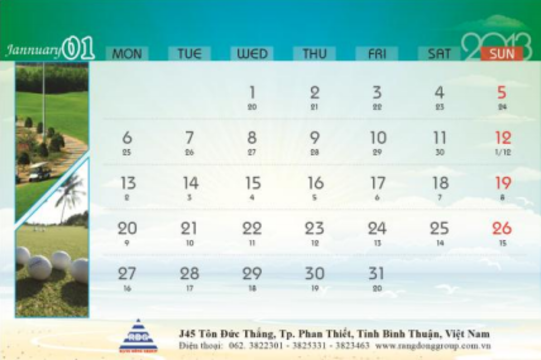 Jannuary 01
2013
MON TUE WED THU FRI SAT SUN
1 2 3 4 5
20 21 22 23 24
6 7 8 9 10 11 12
25 26 27 28 29 30 1/12
13 14 15 16 17 18 19
2 3 4 5 6 7 8
20 21 22 23 24 25 26
9 10 11 12 13 14 15
27 28 29 30 31
16 17 18 19 20
RDG
J45 Tôn Đức Thắng, Tp. Phan Thiết, Tỉnh Bình Thuận, Việt Nam
Điện thoại: 062. 3822301 - 3825331 - 3823463 www.rangdonggroup.com.vn